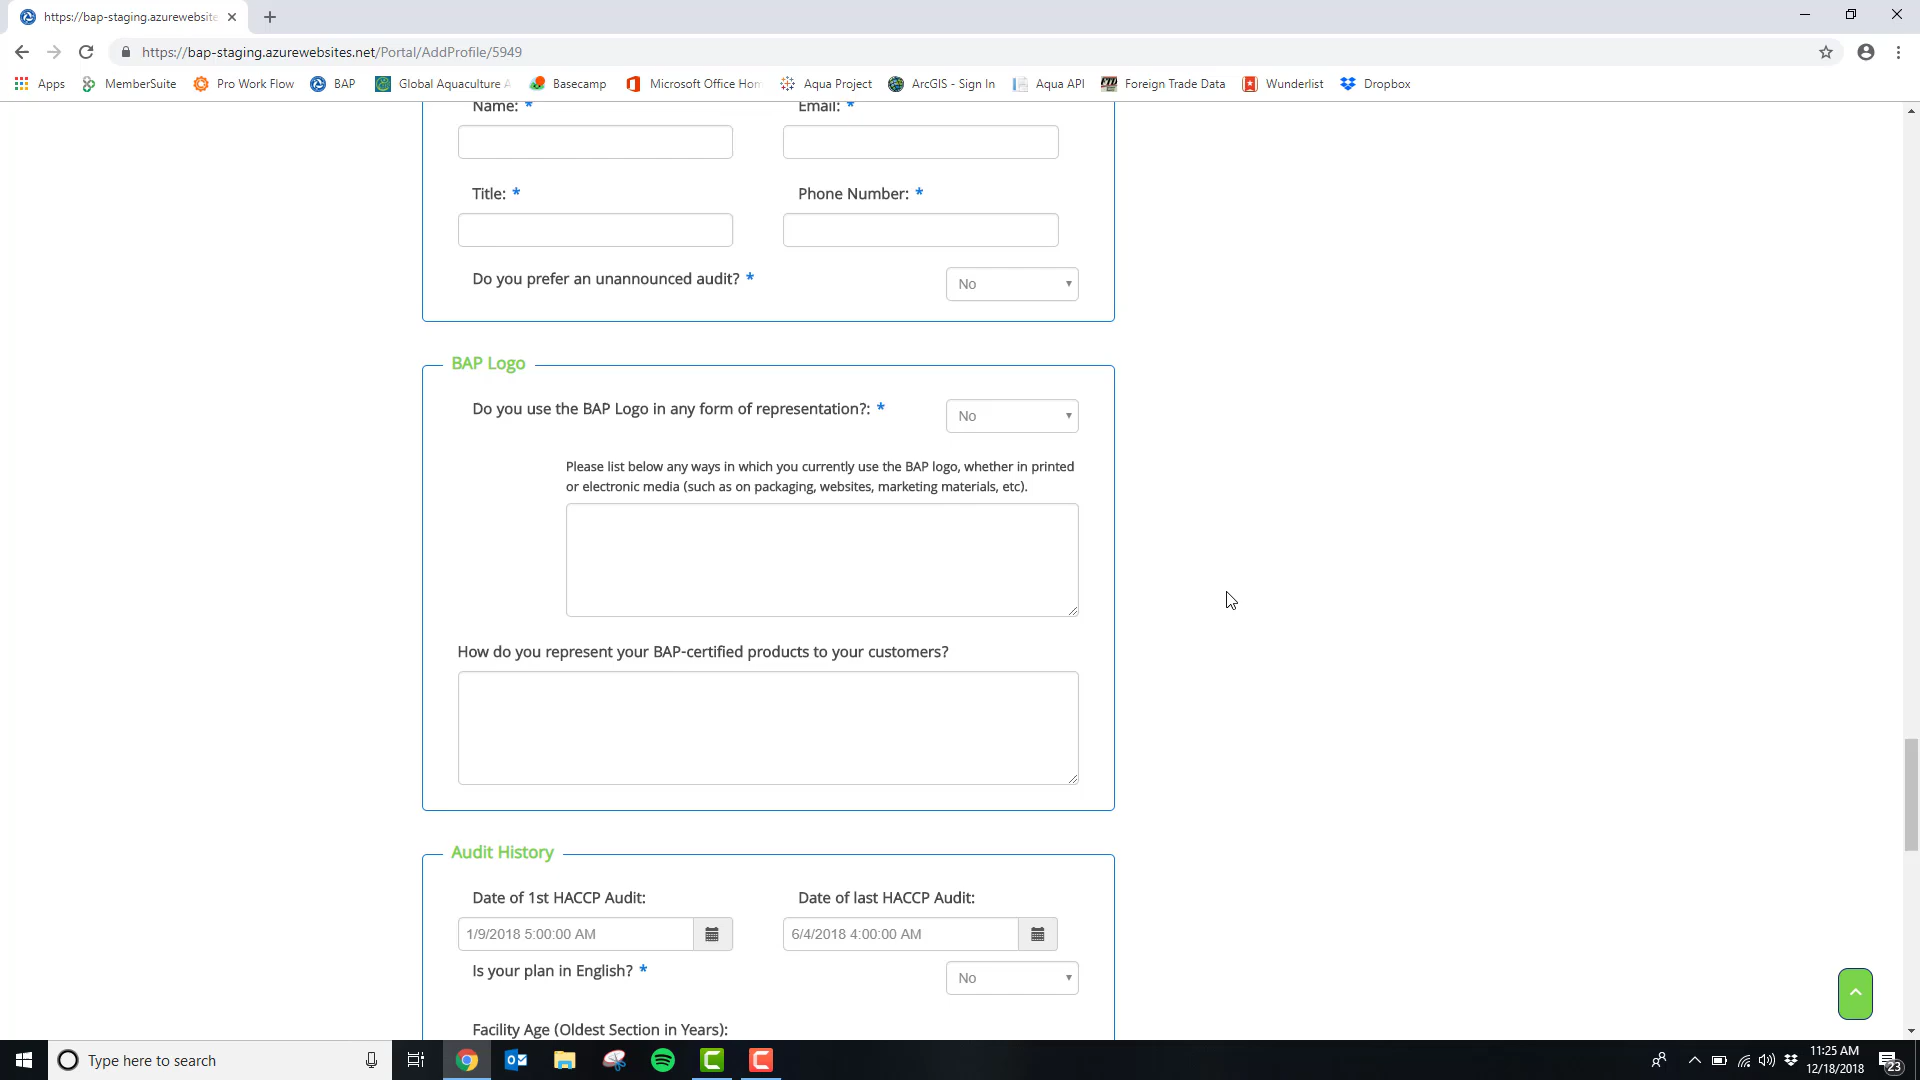 https://bap-staging.azurewebsite
https://bap-staging.azurewebsites.net/Portal/AddProfile/5949
Apps MemberSuite Pro Work Flow BAP Global Aquaculture A Basecamp Microsoft Office Hom Aqua Project ArcGIS - Sign In Aqua API Foreign Trade Data Wunderlist Dropbox
Name: * Email: *
Title: * Phone Number: *
Do you prefer an unannounced audit? * No
BAP Logo
Do you use the BAP Logo in any form of representation?: * No
Please list below any ways in which you currently use the BAP logo, whether in printed
or electronic media (such as on packaging, websites, marketing materials, etc).
How do you represent your BAP-certified products to your customers?
Audit History
Date of 1st HACCP Audit: Date of last HACCP Audit:
1/9/2018 5:00:00 AM 6/4/2018 4:00:00 AM
Is your plan in English? * No
Facility Age (Oldest Section in Years):
Type here to search
11:25 AM
12/18/2018
23